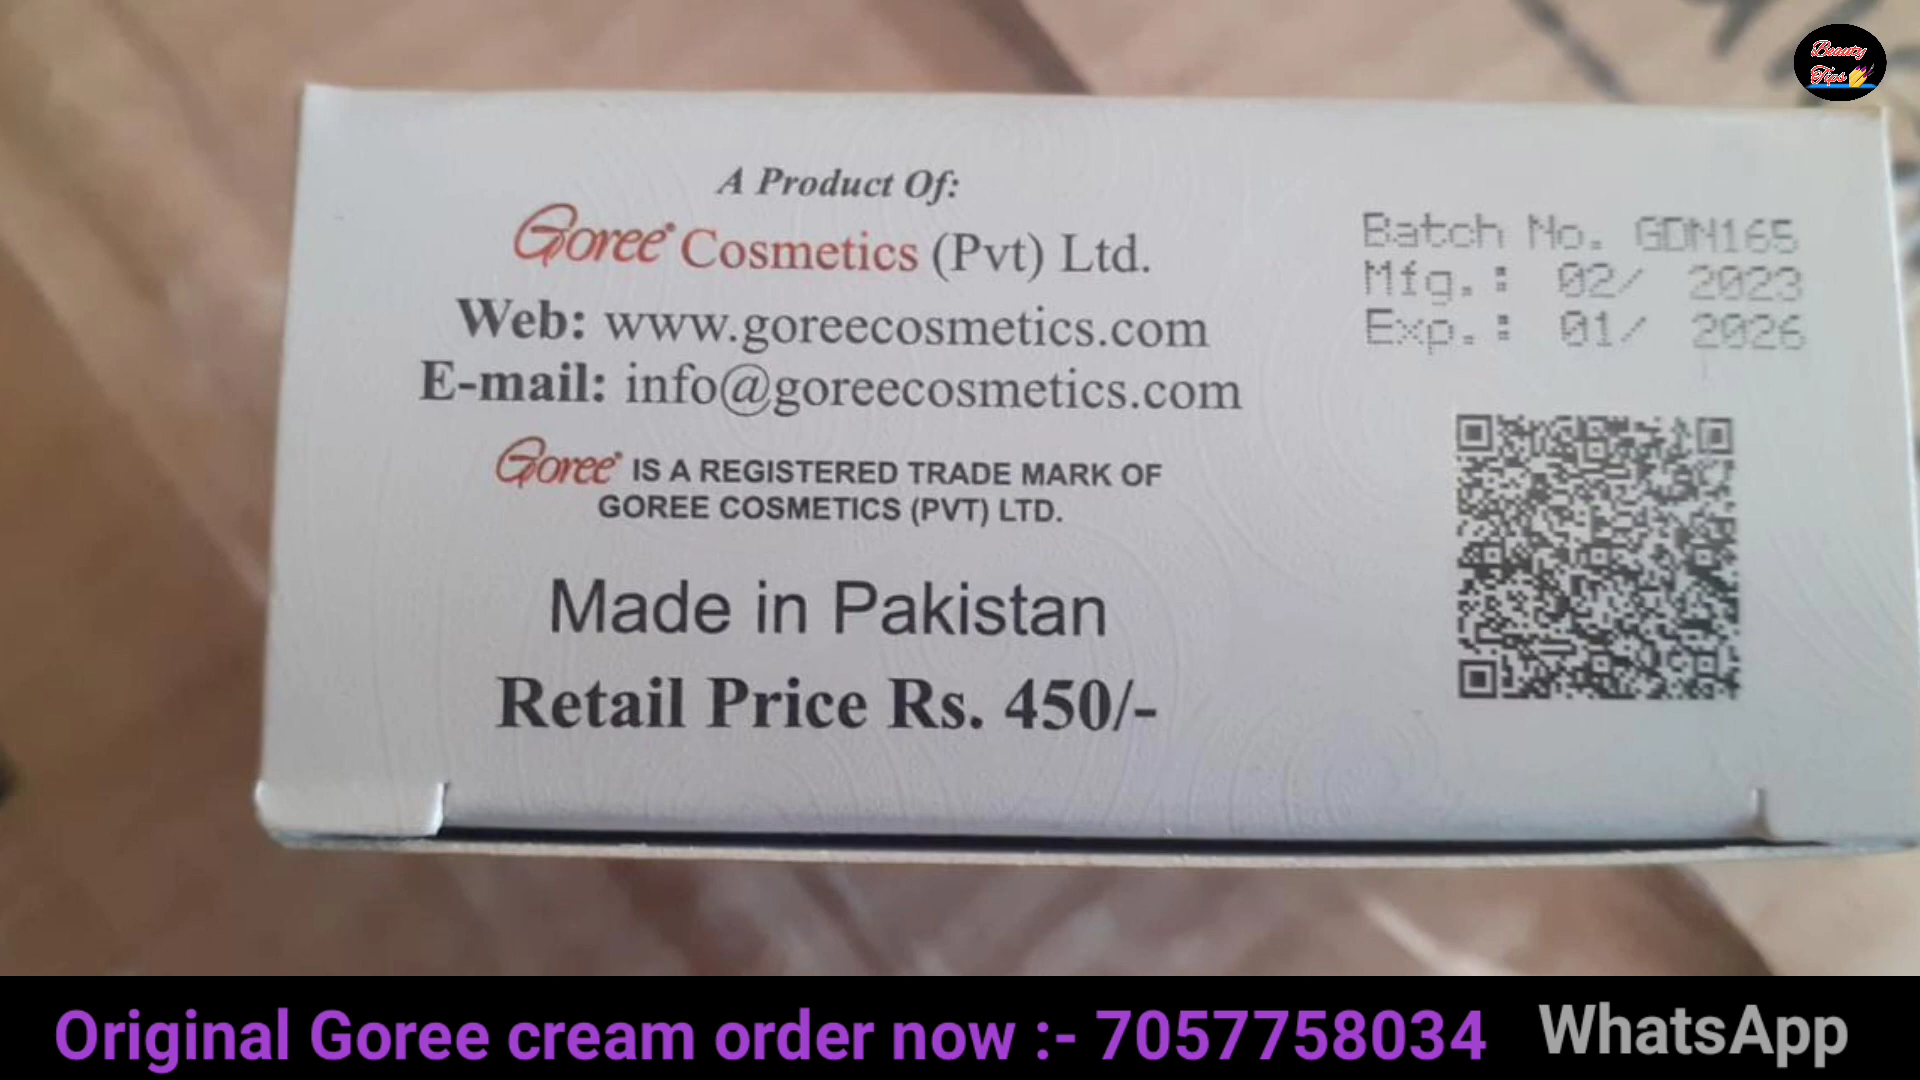 Beauty
Tips
A Product Of:
Goree® Cosmetics (Pvt) Ltd.
Web: www.goreecosmetics.com
E-mail: info@goreecosmetics.com
Goree® IS A REGISTERED TRADE MARK OF
GOREE COSMETICS (PVT) LTD.
Made in Pakistan
Retail Price Rs. 450/-
Batch No. GDN165
Mfg.: 02/ 2023
Exp.: 01/ 2026
Original Goree cream order now :- 7057758034 WhatsApp